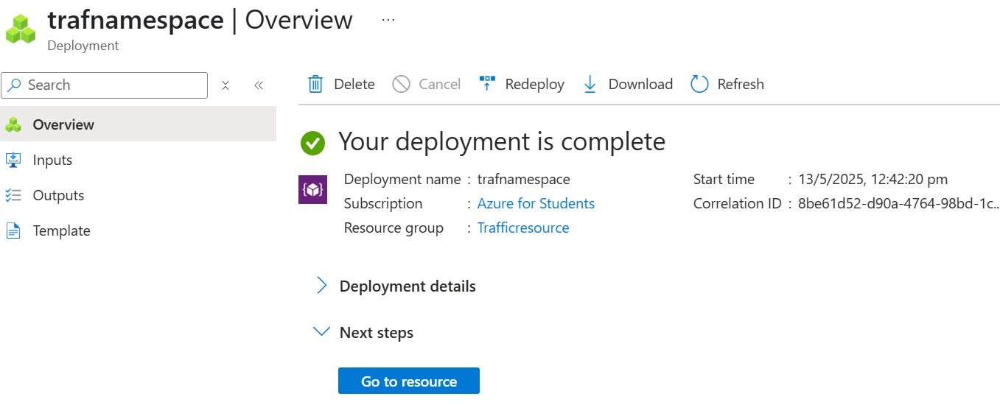 trafnamespace | Overview ...
Deployment
Search
Delete Cancel Redeploy Download Refresh
Overview
Inputs
Outputs
Template
Your deployment is complete
Deployment name : trafnamespace
Subscription : Azure for Students
Resource group : Trafficresource
Start time : 13/5/2025, 12:42:20 pm
Correlation ID : 8be61d52-d90a-4764-98bd-1c..
Deployment details
Next steps
Go to resource